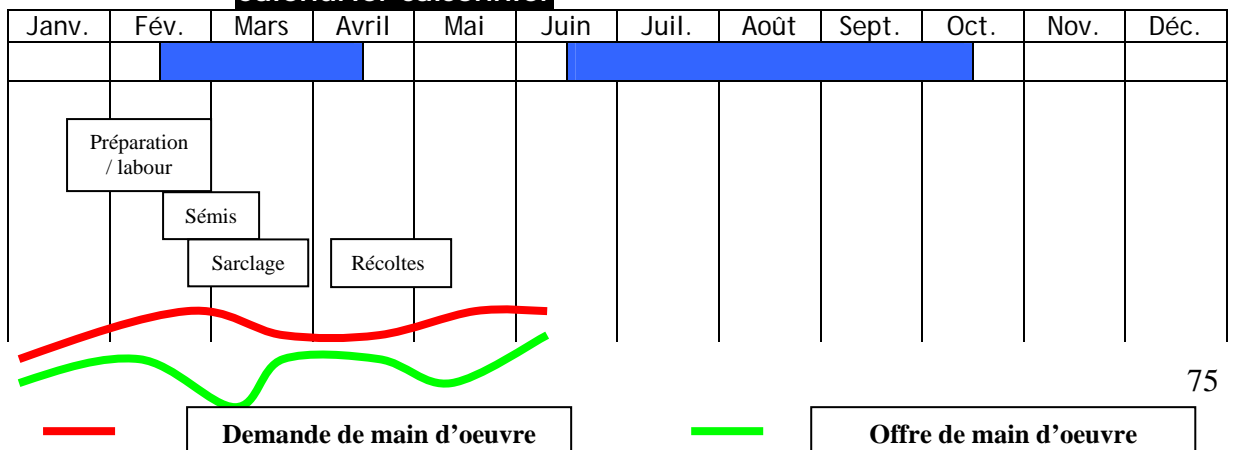 Janv. Fév. Mars Avril Mai Juin Juil. Août Sept. Oct. Nov. Déc.
Préparation
/ labour
Sémis
Sarclage Récoltes
75
Demande de main d'oeuvre Offre de main d'oeuvre